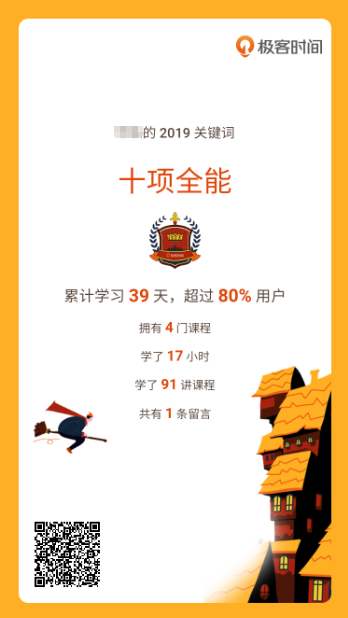 极客时间
的 2019 关键词
十项全能
累计学习 39 天，超过 80% 用户
拥有 4 门课程
学了 17 小时
学了 91 讲课程
共有 1 条留言